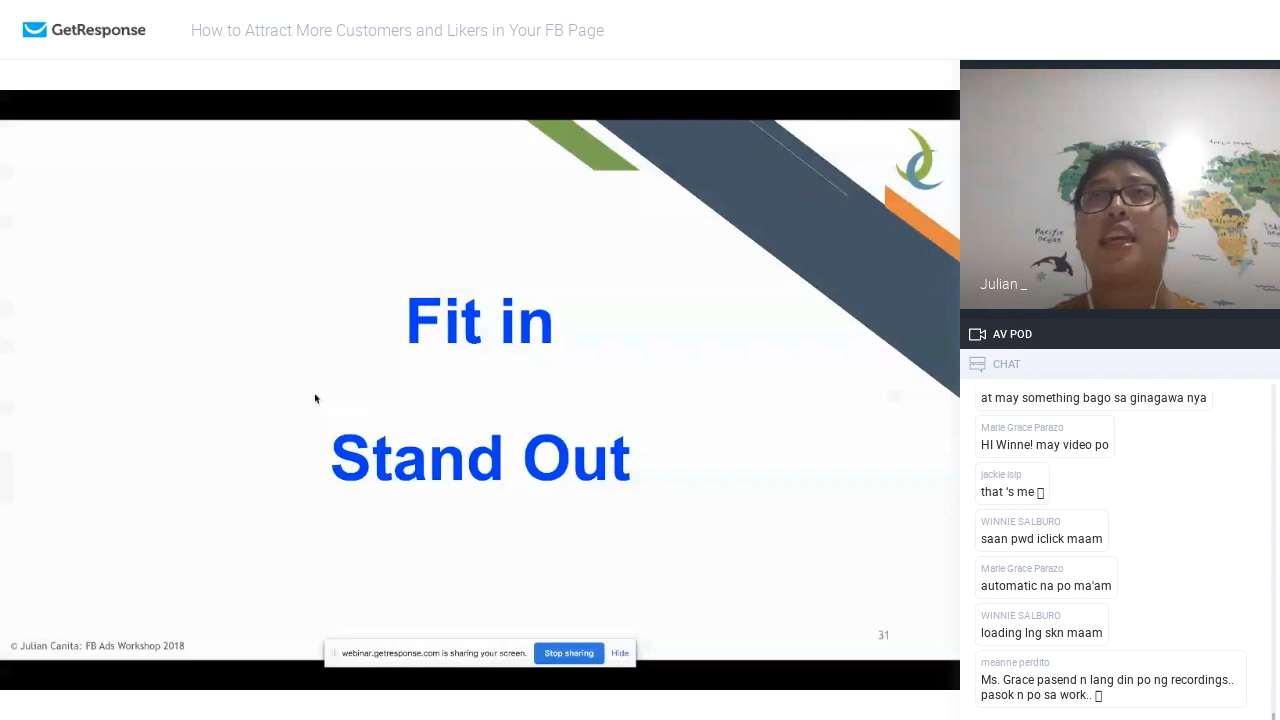 GetResponse
How to Attract More Customers and Likers in Your FB Page
Fit in
Stand Out
© Julian Canita: FB Ads Workshop 2018
31
webinar.getresponse.com is sharing your screen.
Stop sharing
Hide
Pacific
ocean
Julian _
AV POD
CHAT
at may something bago sa ginagawa nya
Marie Grace Parazo
HI Winne! may video po
jackie isip
that 's me
WINNIE SALBURO
saan pwd iclick maam
Marie Grace Parazo
automatic na po ma'am
WINNIE SALBURO
loading lng skn maam
meanne perdito
Ms. Grace pasend n lang din po ng recordings..
pasok n po sa work..